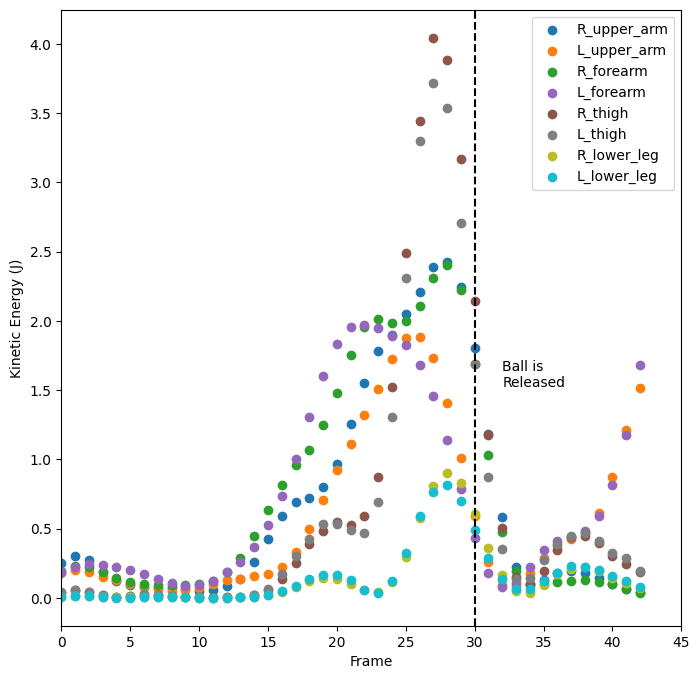 R_upper_arm
L_upper_arm
R_forearm
L_forearm
R_thigh
L_thigh
R_lower_leg
L_lower_leg
Kinetic Energy (J)
4.0
3.5
3.0
2.5
2.0
1.5
1.0
0.5
0.0
Ball is
Released
0 5 10 15 20 25 30 35 40 45
Frame